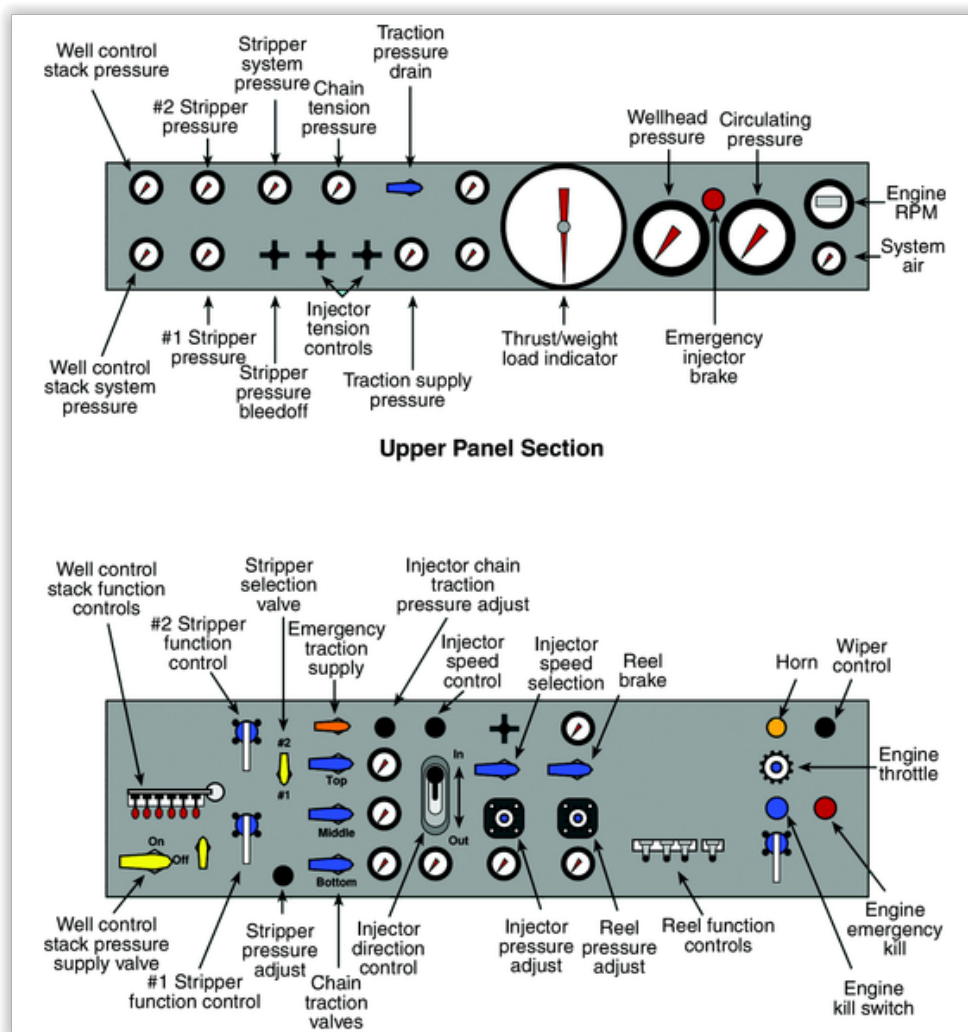 Well control
stack pressure
#2 Stripper
pressure
Stripper
system
pressure
Chain
tension
pressure
Traction
pressure
drain
Wellhead
pressure
Circulating
pressure
Engine
RPM
System
air
Well control
stack system
pressure
#1 Stripper
pressure
Stripper
pressure
bleedoff
Injector
tension
controls
Traction supply
pressure
Thrust/weight
load indicator
Emergency
injector
brake
Upper Panel Section
Well control
stack function
controls
#2 Stripper
function
control
Stripper
selection
valve
Emergency
traction
supply
Injector chain
traction
pressure adjust
Injector
speed
control
Injector
speed
selection
Reel
brake
Horn
Wiper
control
Engine
throttle
#2
#1
Top
Middle
Bottom
In
Out
On
Off
Well control
stack pressure
supply valve
#1 Stripper
function control
Stripper
pressure
adjust
Chain
traction
valves
Injector
direction
control
Injector
pressure
adjust
Reel
pressure
adjust
Reel function
controls
Engine
emergency
kill
Engine
kill switch